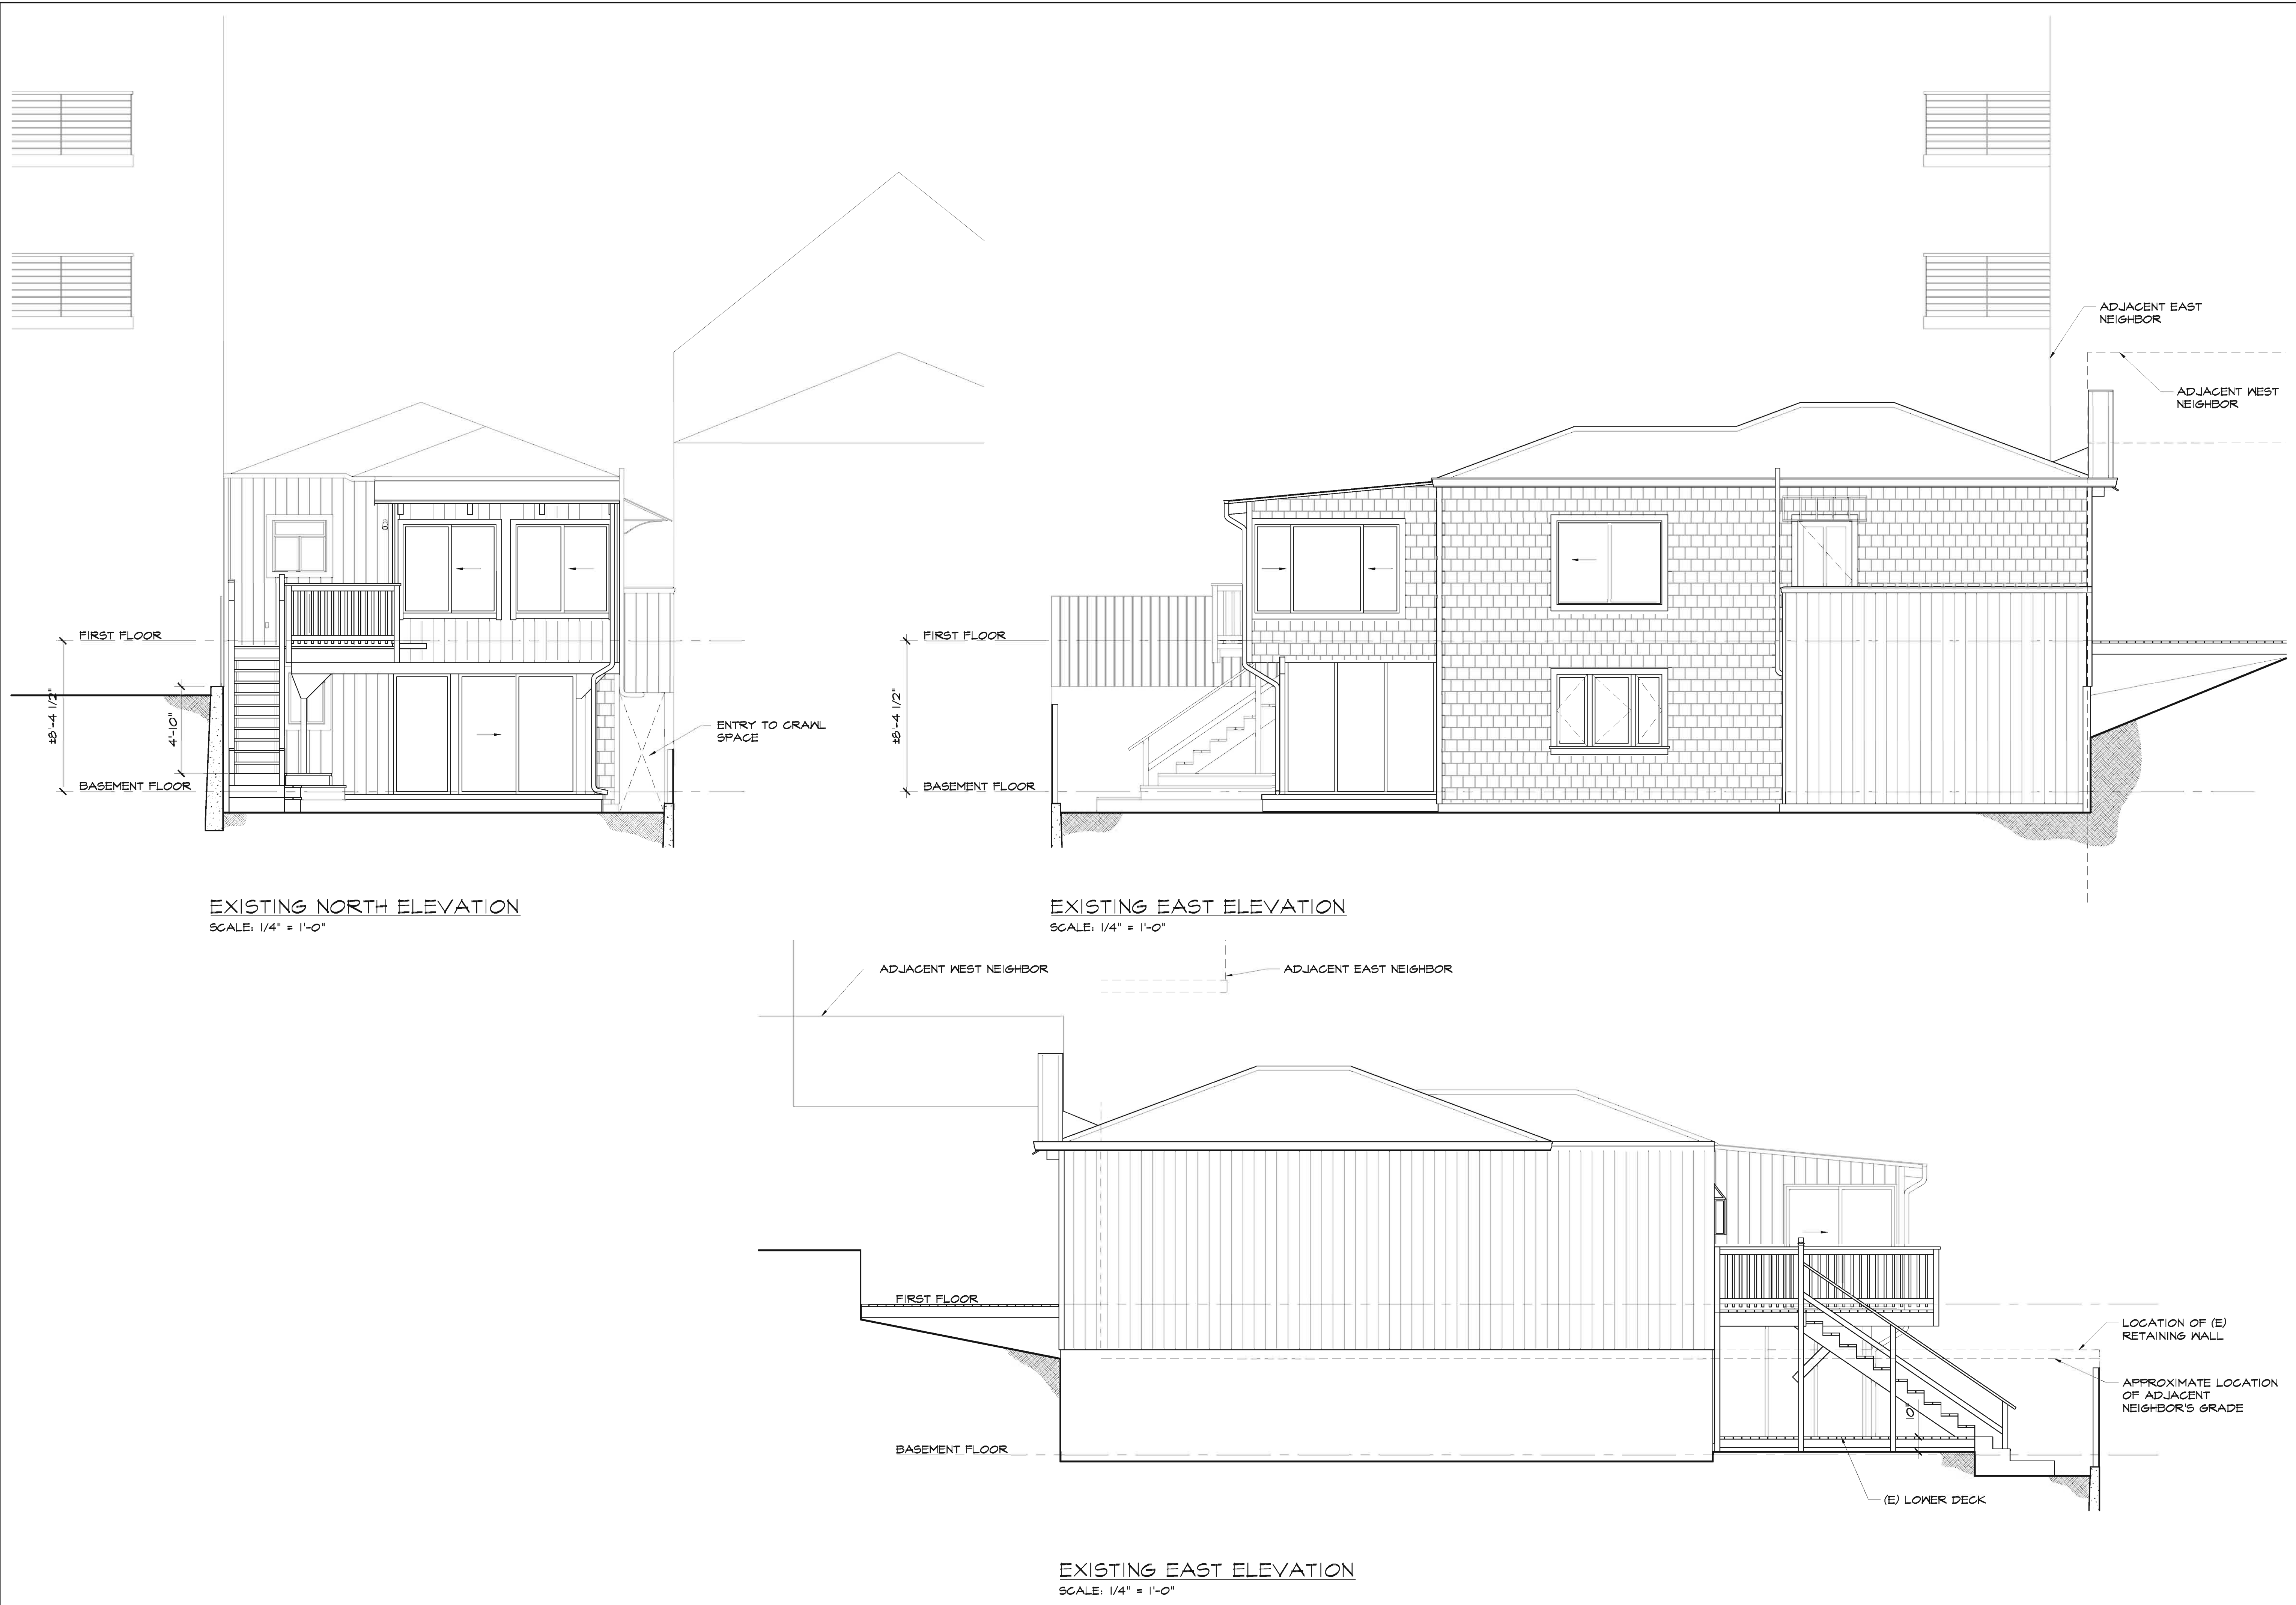 ADJACENT EAST
NEIGHBOR
ADJACENT WEST
NEIGHBOR
FIRST FLOOR
±8'-4 1/2"
4'-10"
BASEMENT FLOOR
ENTRY TO CRAWL
SPACE
FIRST FLOOR
±8'-4 1/2"
BASEMENT FLOOR
EXISTING NORTH ELEVATION
SCALE: 1/4" = 1'-0"
EXISTING EAST ELEVATION
SCALE: 1/4" = 1'-0"
ADJACENT WEST NEIGHBOR
ADJACENT EAST NEIGHBOR
FIRST FLOOR
LOCATION OF (E)
RETAINING WALL
APPROXIMATE LOCATION
OF ADJACENT
NEIGHBOR'S GRADE
BASEMENT FLOOR
(E) LOWER DECK
EXISTING EAST ELEVATION
SCALE: 1/4" = 1'-0"